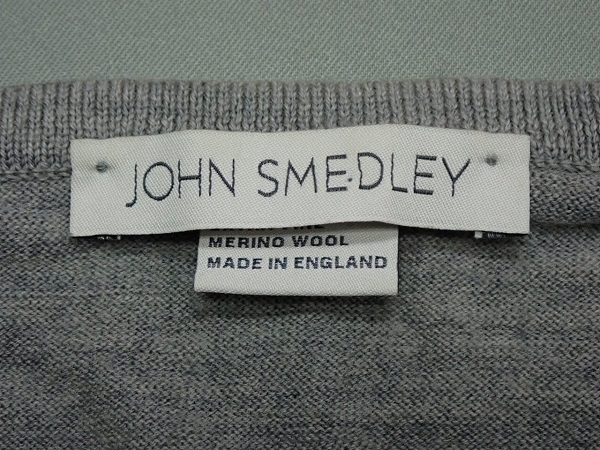 JOHN SMEDLEY
MERINO WOOL
MADE IN ENGLAND